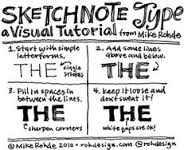 SKETCHNOTE Type
a Visual Tutorial from Mike Rohde
1. Start with simple letterforms.
THE single strokes
2. Add some lines above and below.
THE
3. Fill in spaces in between the lines.
THE
sharpen corners
4. Keep it loose and don't sweat it!
THE
white gaps are OK!
© Mike Rohde 2010 • rohdesign.com • @rohdesign